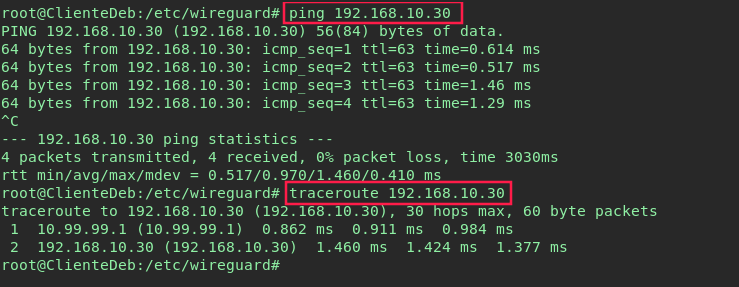 root@ClienteDeb:/etc/wireguard# ping 192.168.10.30
PING 192.168.10.30 (192.168.10.30) 56(84) bytes of data.
64 bytes from 192.168.10.30: icmp_seq=1 ttl=63 time=0.614 ms
64 bytes from 192.168.10.30: icmp_seq=2 ttl=63 time=0.517 ms
64 bytes from 192.168.10.30: icmp_seq=3 ttl=63 time=1.46 ms
64 bytes from 192.168.10.30: icmp_seq=4 ttl=63 time=1.29 ms
^C
--- 192.168.10.30 ping statistics ---
4 packets transmitted, 4 received, 0% packet loss, time 3030ms
rtt min/avg/max/mdev = 0.517/0.970/1.460/0.410 ms
root@ClienteDeb:/etc/wireguard# traceroute 192.168.10.30
traceroute to 192.168.10.30 (192.168.10.30), 30 hops max, 60 byte packets
 1  10.99.99.1 (10.99.99.1)  0.862 ms  0.911 ms  0.984 ms
 2  192.168.10.30 (192.168.10.30)  1.460 ms  1.424 ms  1.377 ms
root@ClienteDeb:/etc/wireguard#